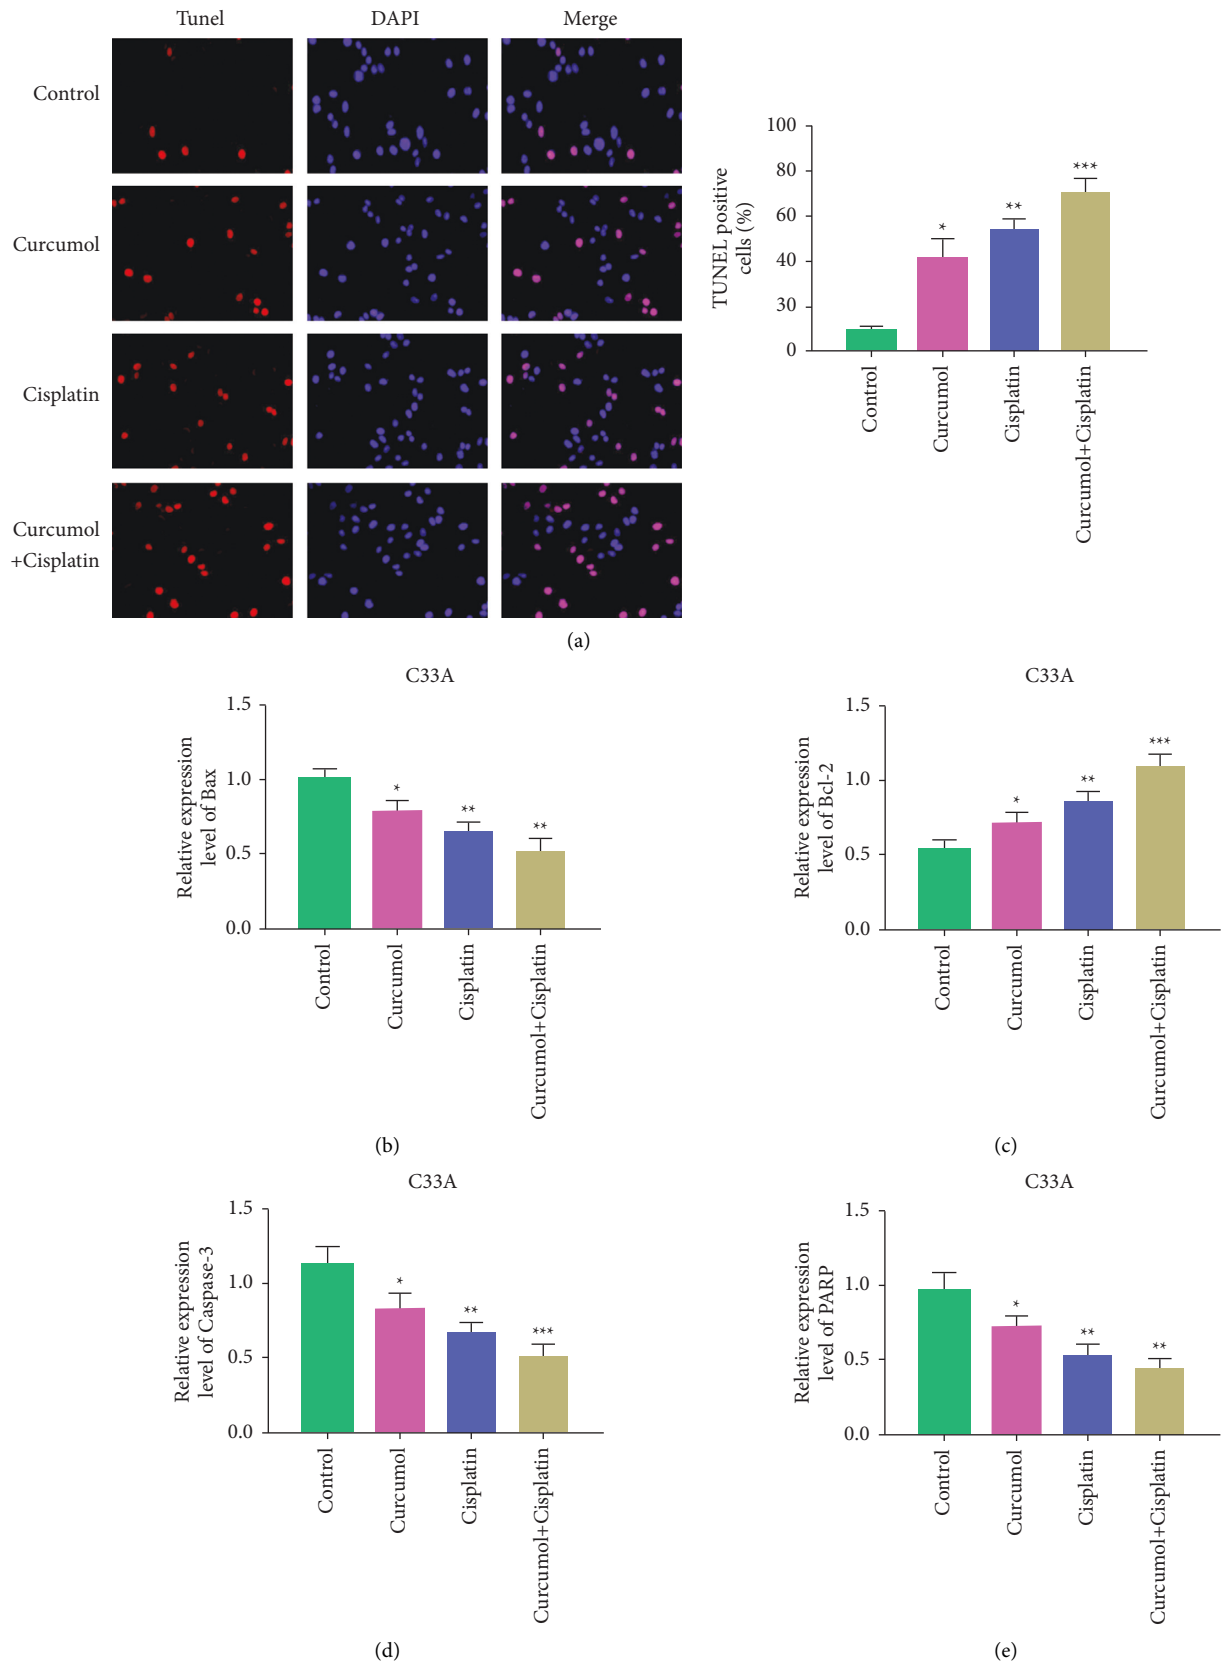 Tunel DAPI Merge
Control
Curcumol
Cisplatin
Curcumol
+Cisplatin
TUNEL positive
cells (%)
100
80
60
40
30
0
*
**
***
Control
Curcumol
Cisplatin
Curcumol+Cisplatin
(a)
C33A
Relative expression
level of Bax
1.5
1.0
0.5
0.0
*
**
**
Control
Curcumol
Cisplatin
Curcumol+Cisplatin
(b)
C33A
Relative expression
level of Bcl-2
1.5
1.0
0.5
0.0
*
**
***
Control
Curcumol
Cisplatin
Curcumol+Cisplatin
(c)
C33A
Relative expression
level of Caspase-3
1.5
1.0
0.5
0.0
*
**
***
Control
Curcumol
Cisplatin
Curcumol+Cisplatin
(d)
C33A
Relative expression
level of PARP
1.5
1.0
0.5
0.0
*
**
**
Control
Curcumol
Cisplatin
Curcumol+Cisplatin
(e)